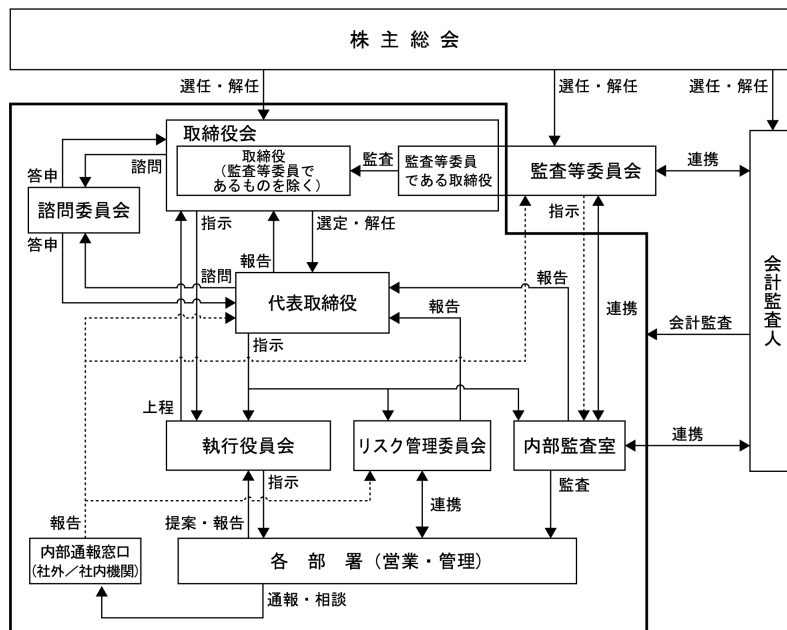 株主総会
選任・解任
選任・解任
選任・解任
取締役会
取締役
(監査等委員で
あるものを除く)
監査
監査等委員
である取締役
監査等委員会
連携
答申
諮問
諮問委員会
答申
指示
選定・解任
指示
報告
諮問
代表取締役
報告
報告
連携
会計監査
会計監査人
指示
上程
執行役員会
リスク管理委員会
内部監査室
連携
指示
監査
報告
提案・報告
連携
内部通報窓口
(社外/社内機関)
各部署(営業・管理)
通報・相談